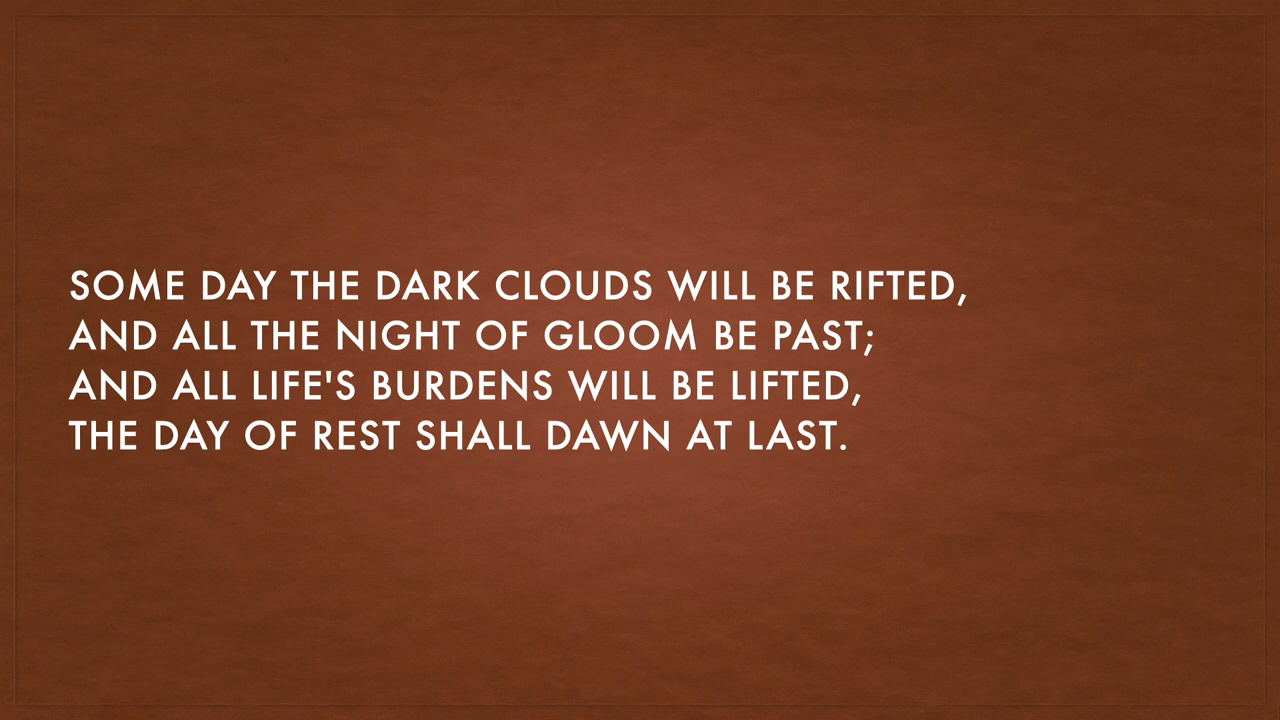 SOME DAY THE DARK CLOUDS WILL BE RIFTED,
AND ALL THE NIGHT OF GLOOM BE PAST;
AND ALL LIFE'S BURDENS WILL BE LIFTED,
THE DAY OF REST SHALL DAWN AT LAST.